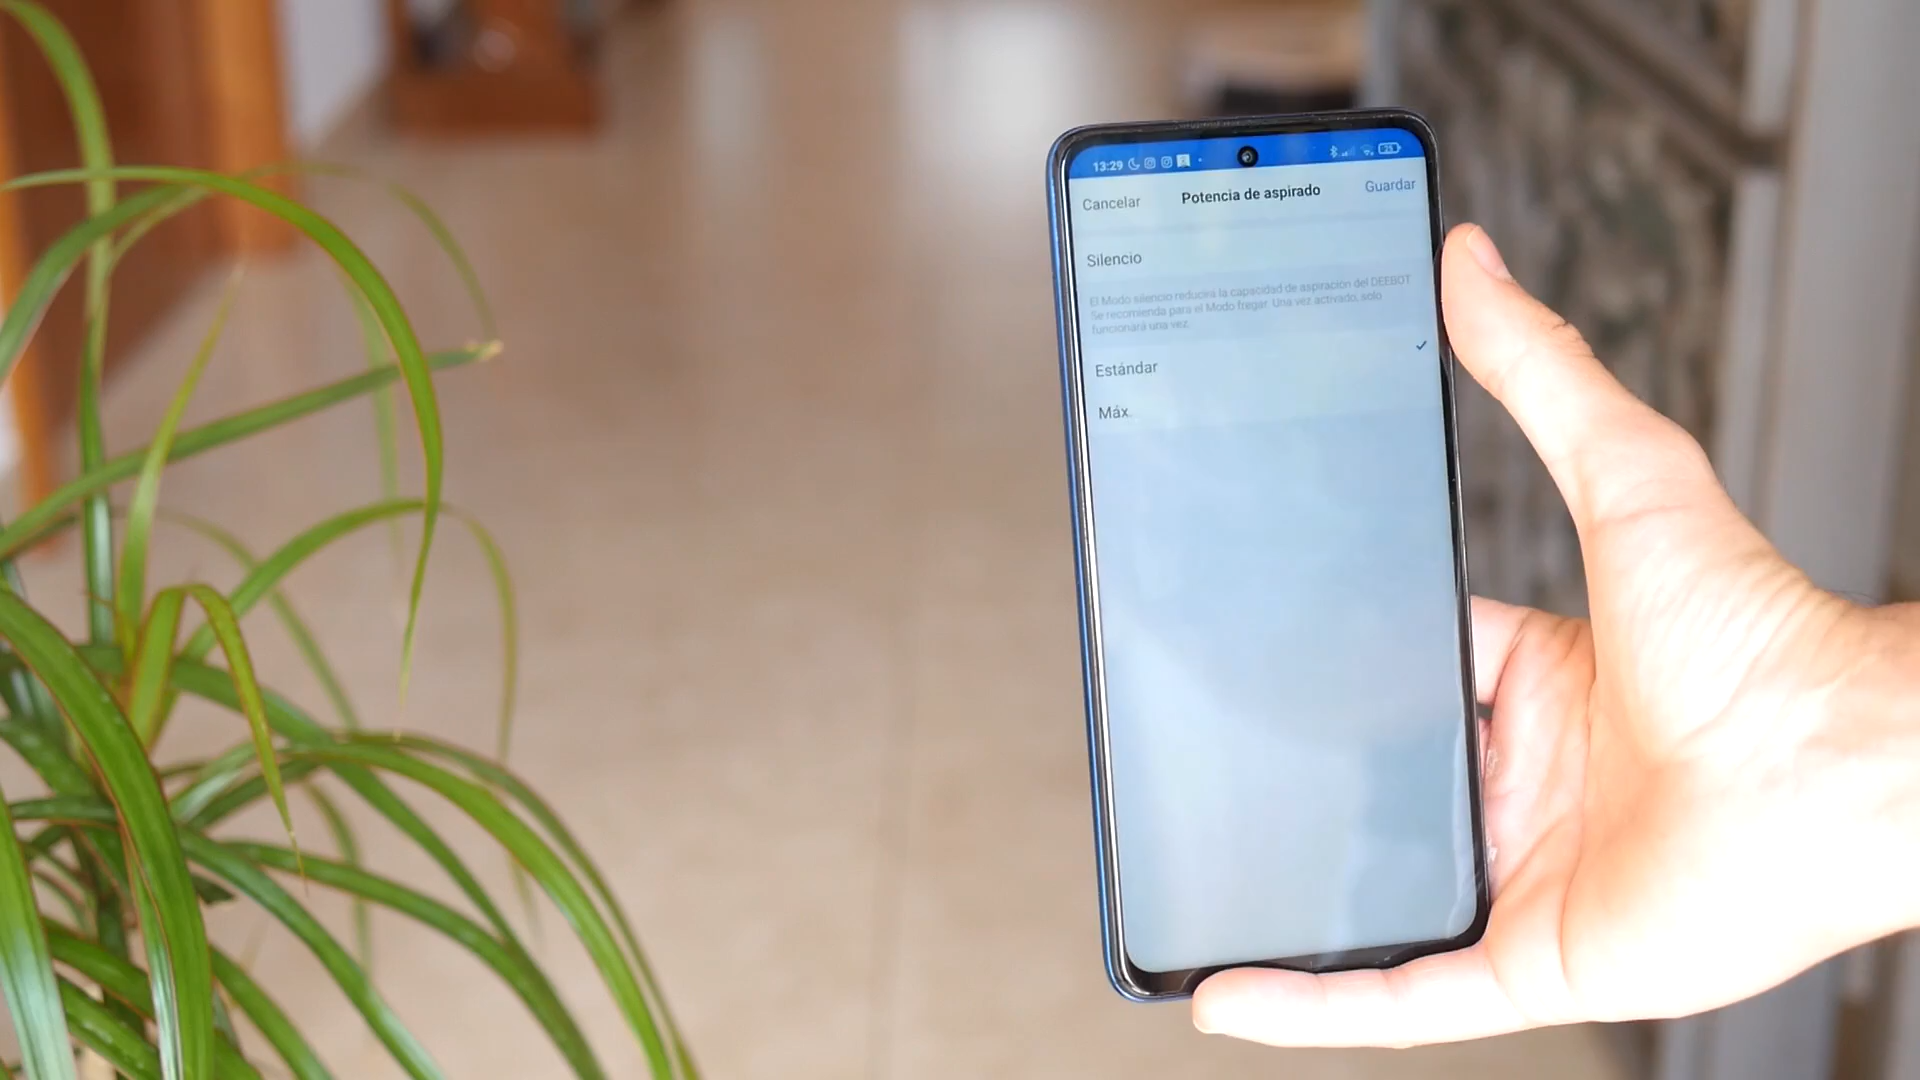 13:29
25
Cancelar Potencia de aspirado Guardar
Silencio
El Modo silencio reducirá la capacidad de aspiración del DEEBOT
Se recomienda para el Modo fregar. Una vez activado, solo
funcionará una vez.
Estándar
Máx.